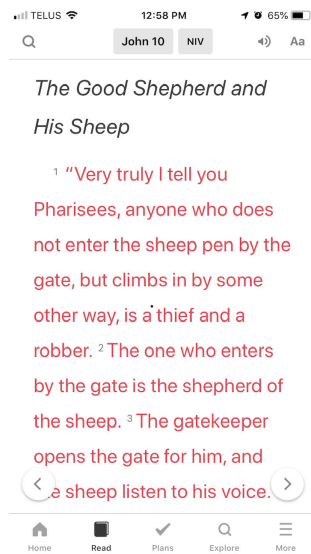 TELUS 12:58 PM 65%
John 10 NIV Aa
The Good Shepherd and
His Sheep
1 “Very truly I tell you
Pharisees, anyone who does
not enter the sheep pen by the
gate, but climbs in by some
other way, is a thief and a
robber. 2 The one who enters
by the gate is the shepherd of
the sheep. 3 The gatekeeper
opens the gate for him, and
sheep listen to his voice.
Home Read Plans Explore More